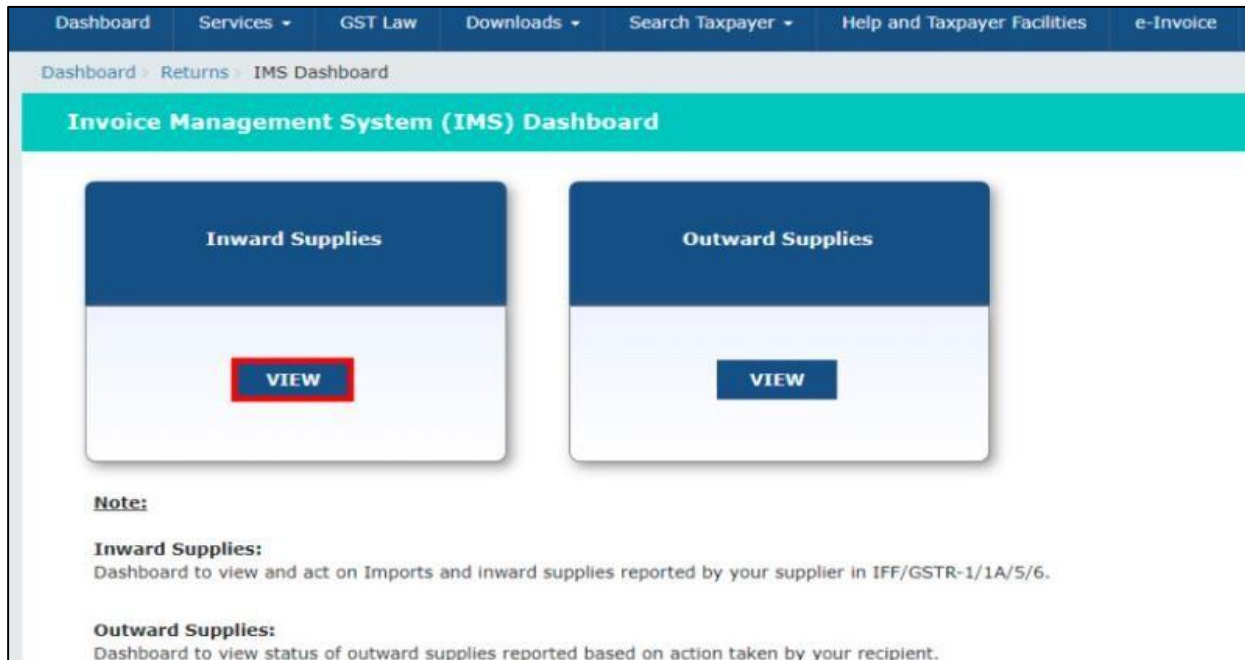 Dashboard Services GST Law Downloads Search Taxpayer Help and Taxpayer Facilities e-Invoice
Dashboard > Returns > IMS Dashboard
Invoice Management System (IMS) Dashboard
Inward Supplies
Outward Supplies
VIEW
VIEW
Note:
Inward Supplies:
Dashboard to view and act on Imports and inward supplies reported by your supplier in IFF/GSTR-1/1A/5/6.
Outward Supplies:
Dashboard to view status of outward supplies reported based on action taken by your recipient.